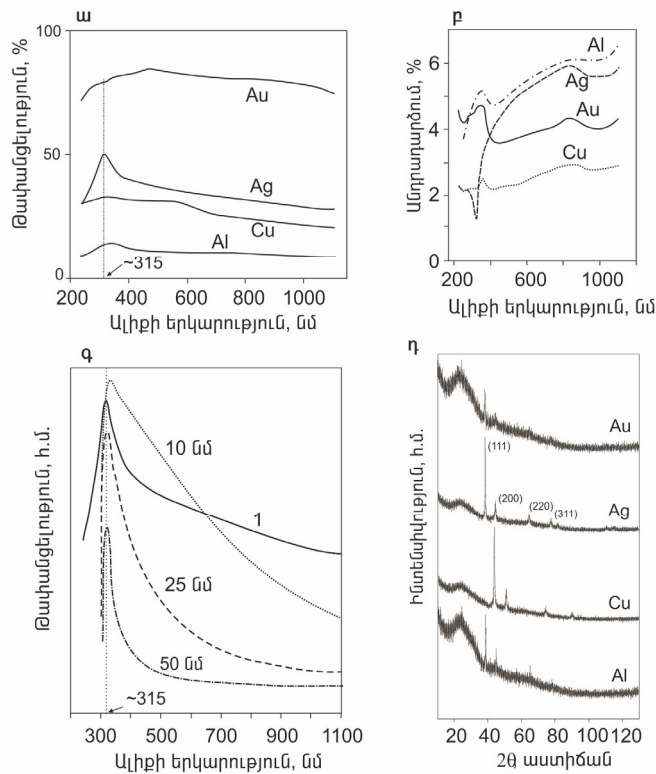 ա
Թափանցելություն, %
100
50
0
Au
Ag
Cu
Al
~315
200 400 600 800 1000
Ալիքի երկարություն, նմ
բ
Անդրադարձում, %
6
4
2
0
Al
Ag
Au
Cu
200 600 1000
Ալիքի երկարություն, նմ
գ
Թափանցելություն, հ.մ.
10 նմ
1
25 նմ
50 նմ
~315
300 500 700 900 1100
Ալիքի երկարություն, նմ
դ
Ինտենսիվություն, հ.մ.
Au
(111)
(200)
(220)
(311)
Ag
Cu
Al
20 40 60 80 100 120
2θ, աստիճան